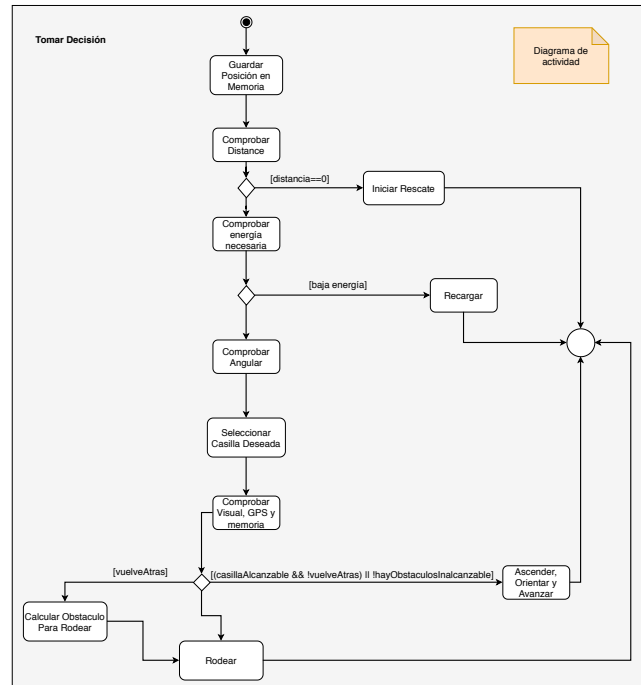 Tomar Decisión
Diagrama de
actividad
Guardar
Posición en
Memoria
Comprobar
Distance
[distancia==0]
Iniciar Rescate
Comprobar
energía
necesaria
[baja energía]
Recargar
Comprobar
Angular
Seleccionar
Casilla Deseada
Comprobar
Visual, GPS y
memoria
[vuelveAtras]
[(casillaAlcanzable && !vuelveAtras) || !hayObstaculosInalcanzable]
Ascender,
Orientar y
Avanzar
Calcular Obstaculo
Para Rodear
Rodear